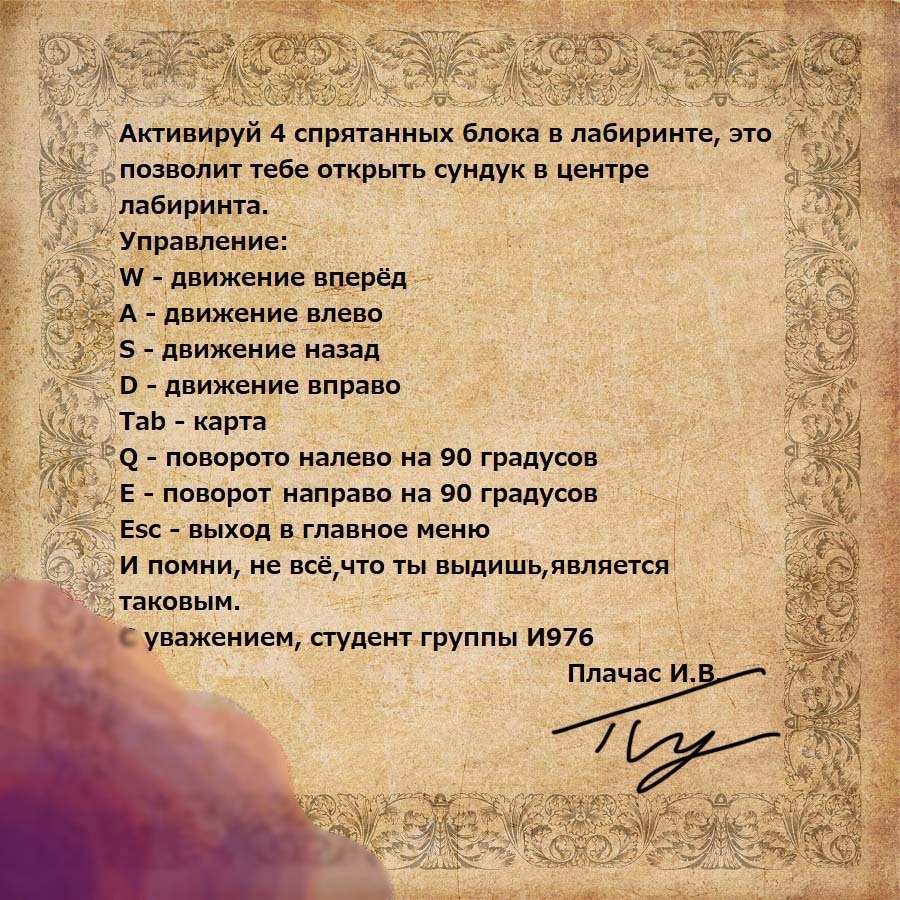 Активируй 4 спрятанных блока в лабиринте, это
позволит тебе открыть сундук в центре
лабиринта.
Управление:
W - движение вперёд
A - движение влево
S - движение назад
D - движение вправо
Tab - карта
Q - поворото налево на 90 градусов
E - поворот направо на 90 градусов
Esc - выход в главное меню
И помни, не всё,что ты выдишь,является
таковым.
С уважением, студент группы И976
Плачас И.В.